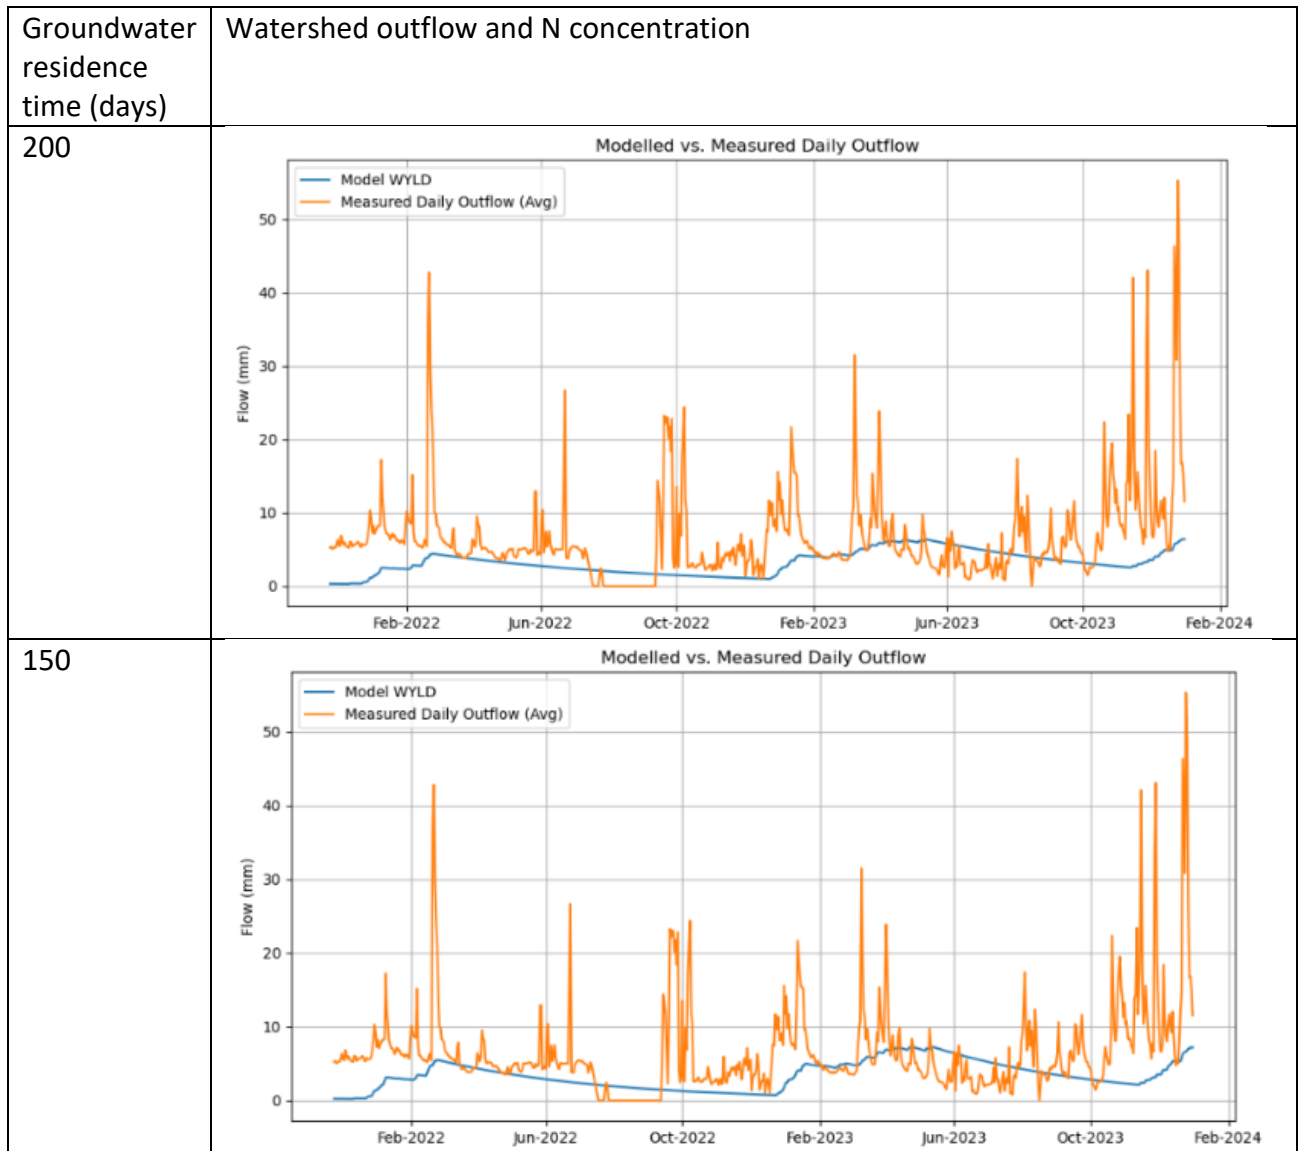 Groundwater
residence
time (days)
Watershed outflow and N concentration
200
Modelled vs. Measured Daily Outflow
Model WYLD
Measured Daily Outflow (Avg)
Flow (mm)
50
40
30
20
10
0
Feb-2022 Jun-2022 Oct-2022 Feb-2023 Jun-2023 Oct-2023 Feb-2024
150
Modelled vs. Measured Daily Outflow
Model WYLD
Measured Daily Outflow (Avg)
Flow (mm)
50
40
30
20
10
0
Feb-2022 Jun-2022 Oct-2022 Feb-2023 Jun-2023 Oct-2023 Feb-2024